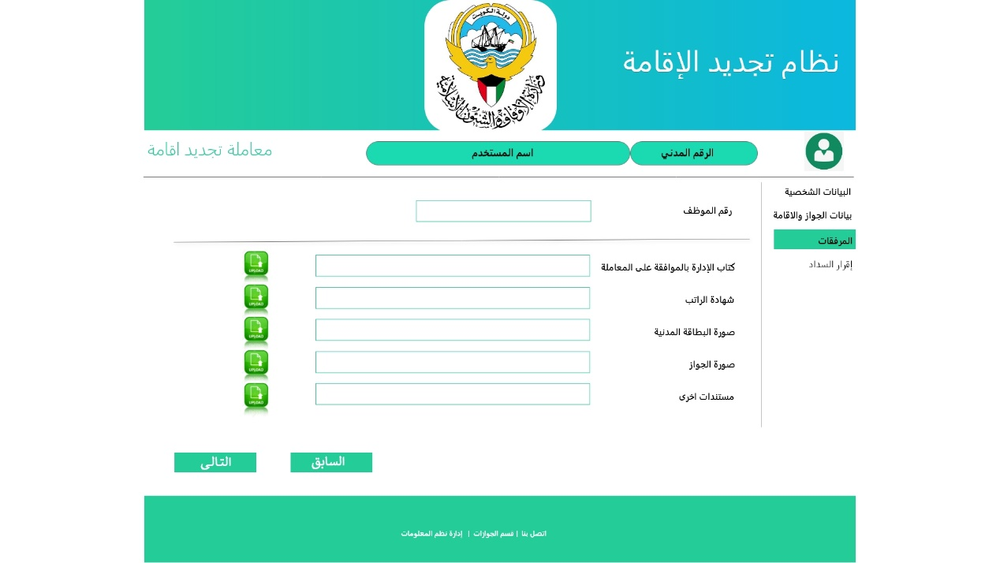 دولة الكويت
وزارة الأوقاف والشئون الإسلامية
نظام تجديد الإقامة
الرقم المدني
اسم المستخدم
معاملة تجديد اقامة
البيانات الشخصية
بيانات الجواز والاقامة
المرفقات
إقرار السداد
رقم الموظف
كتاب الإدارة بالموافقة على المعاملة
UPLOAD
شهادة الراتب
UPLOAD
صورة البطاقة المدنية
UPLOAD
صورة الجواز
UPLOAD
مستندات اخرى
UPLOAD
السابق
التالى
اتصل بنا | قسم الجوازات | إدارة نظم المعلومات